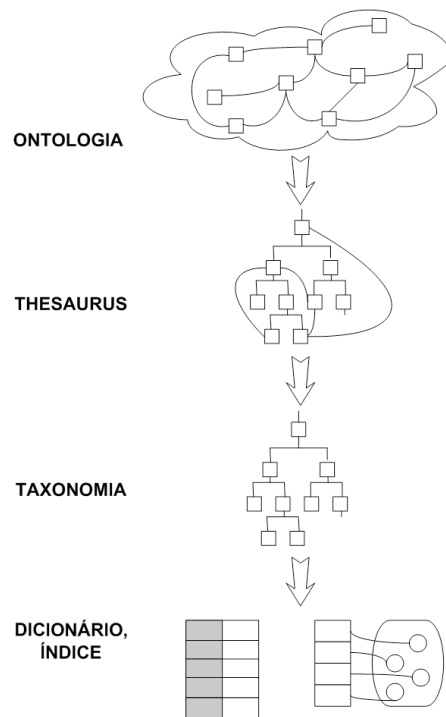 ONTOLOGIA
THESAURUS
TAXONOMIA
DICIONÁRIO,
ÍNDICE